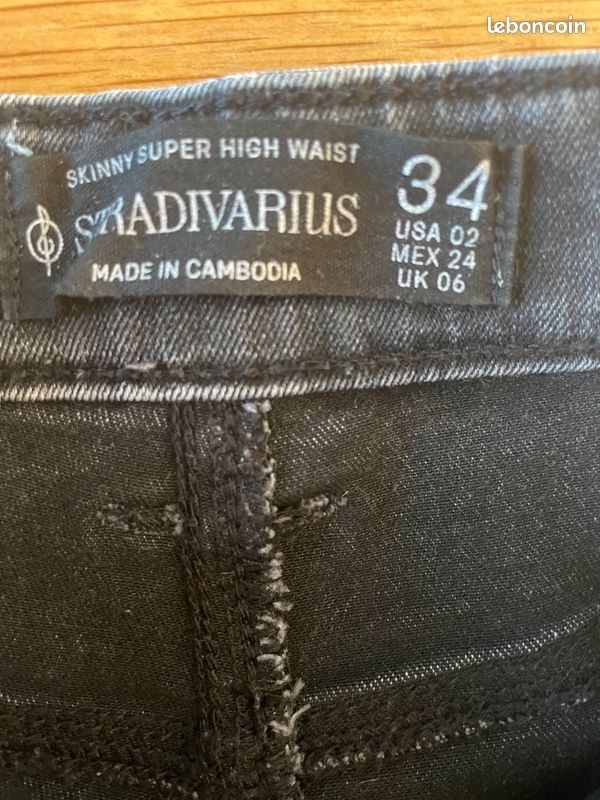 leboncoin
SKINNY SUPER HIGH WAIST
STRADIVARIUS
MADE IN CAMBODIA
34
USA 02
MEX 24
UK 06